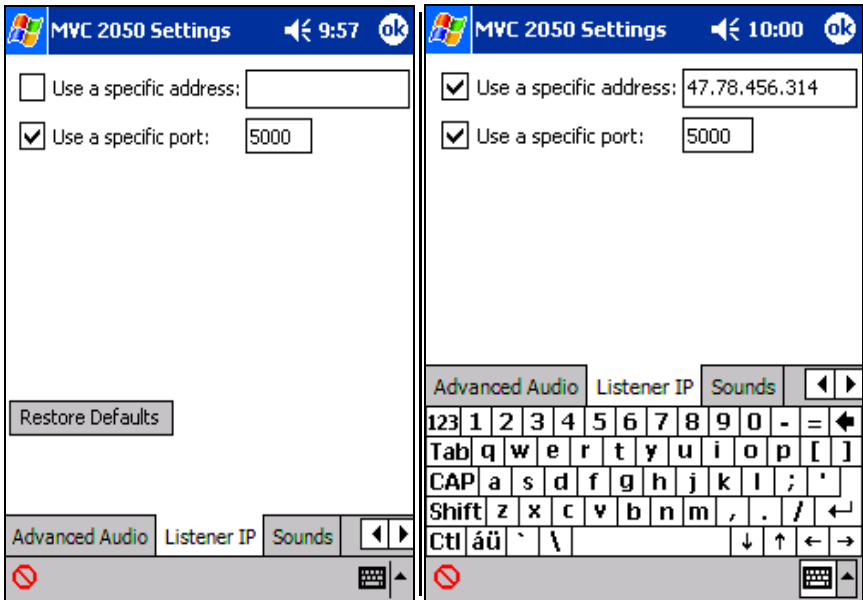 MVC 2050 Settings 9:57 ok
Use a specific address:
Use a specific port: 5000
Restore Defaults
Advanced Audio Listener IP Sounds
MVC 2050 Settings 10:00 ok
Use a specific address: 47.78.456.314
Use a specific port: 5000
Advanced Audio Listener IP Sounds
123 1 2 3 4 5 6 7 8 9 0 - = ←
Tab q w e r t y u i o p [ ]
CAP a s d f g h j k l ; '
Shift z x c v b n m , . / ↵
Ctl áü ` \ ↓ ↑ ← →